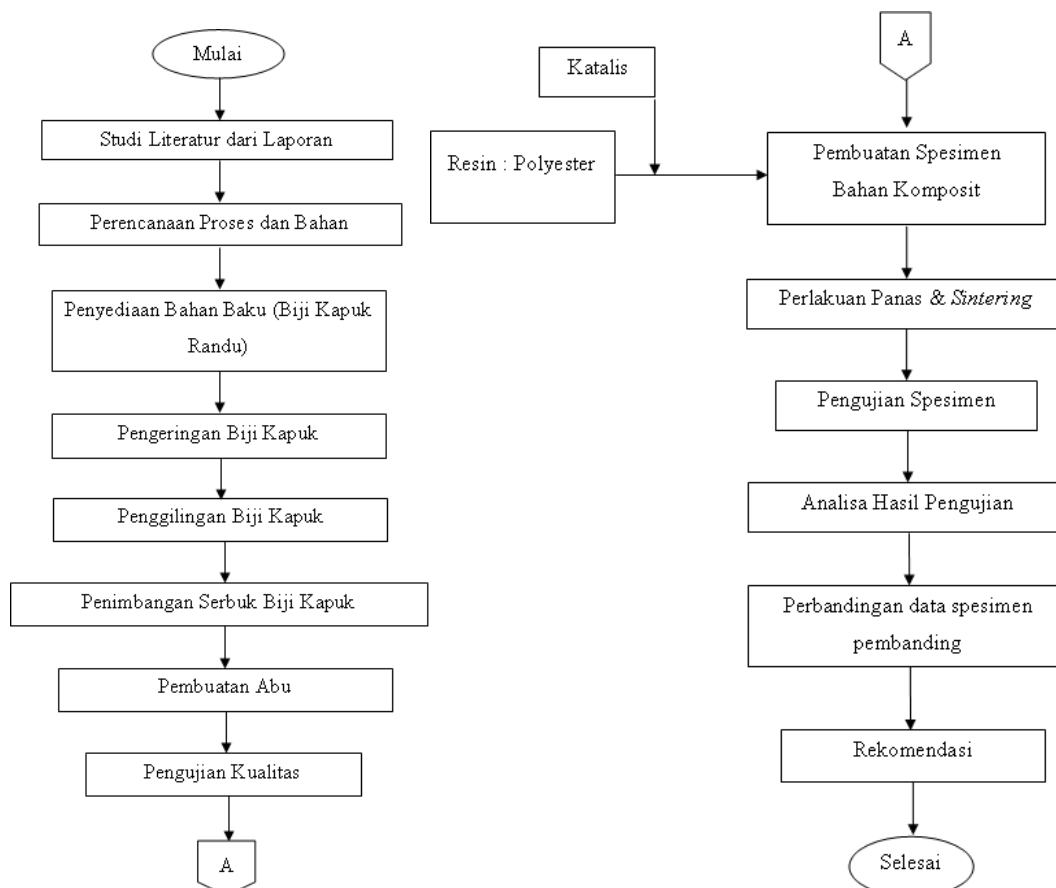 Mulai
Studi Literatur dari Laporan
Perencanaan Proses dan Bahan
Penyediaan Bahan Baku (Biji Kapuk
Randu)
Pengeringan Biji Kapuk
Penggilingan Biji Kapuk
Penimbangan Serbuk Biji Kapuk
Pembuatan Abu
Pengujian Kualitas
A
A
Katalis
Resin : Polyester
Pembuatan Spesimen
Bahan Komposit
Perlakuan Panas & Sintering
Pengujian Spesimen
Analisa Hasil Pengujian
Perbandingan data spesimen
pembanding
Rekomendasi
Selesai